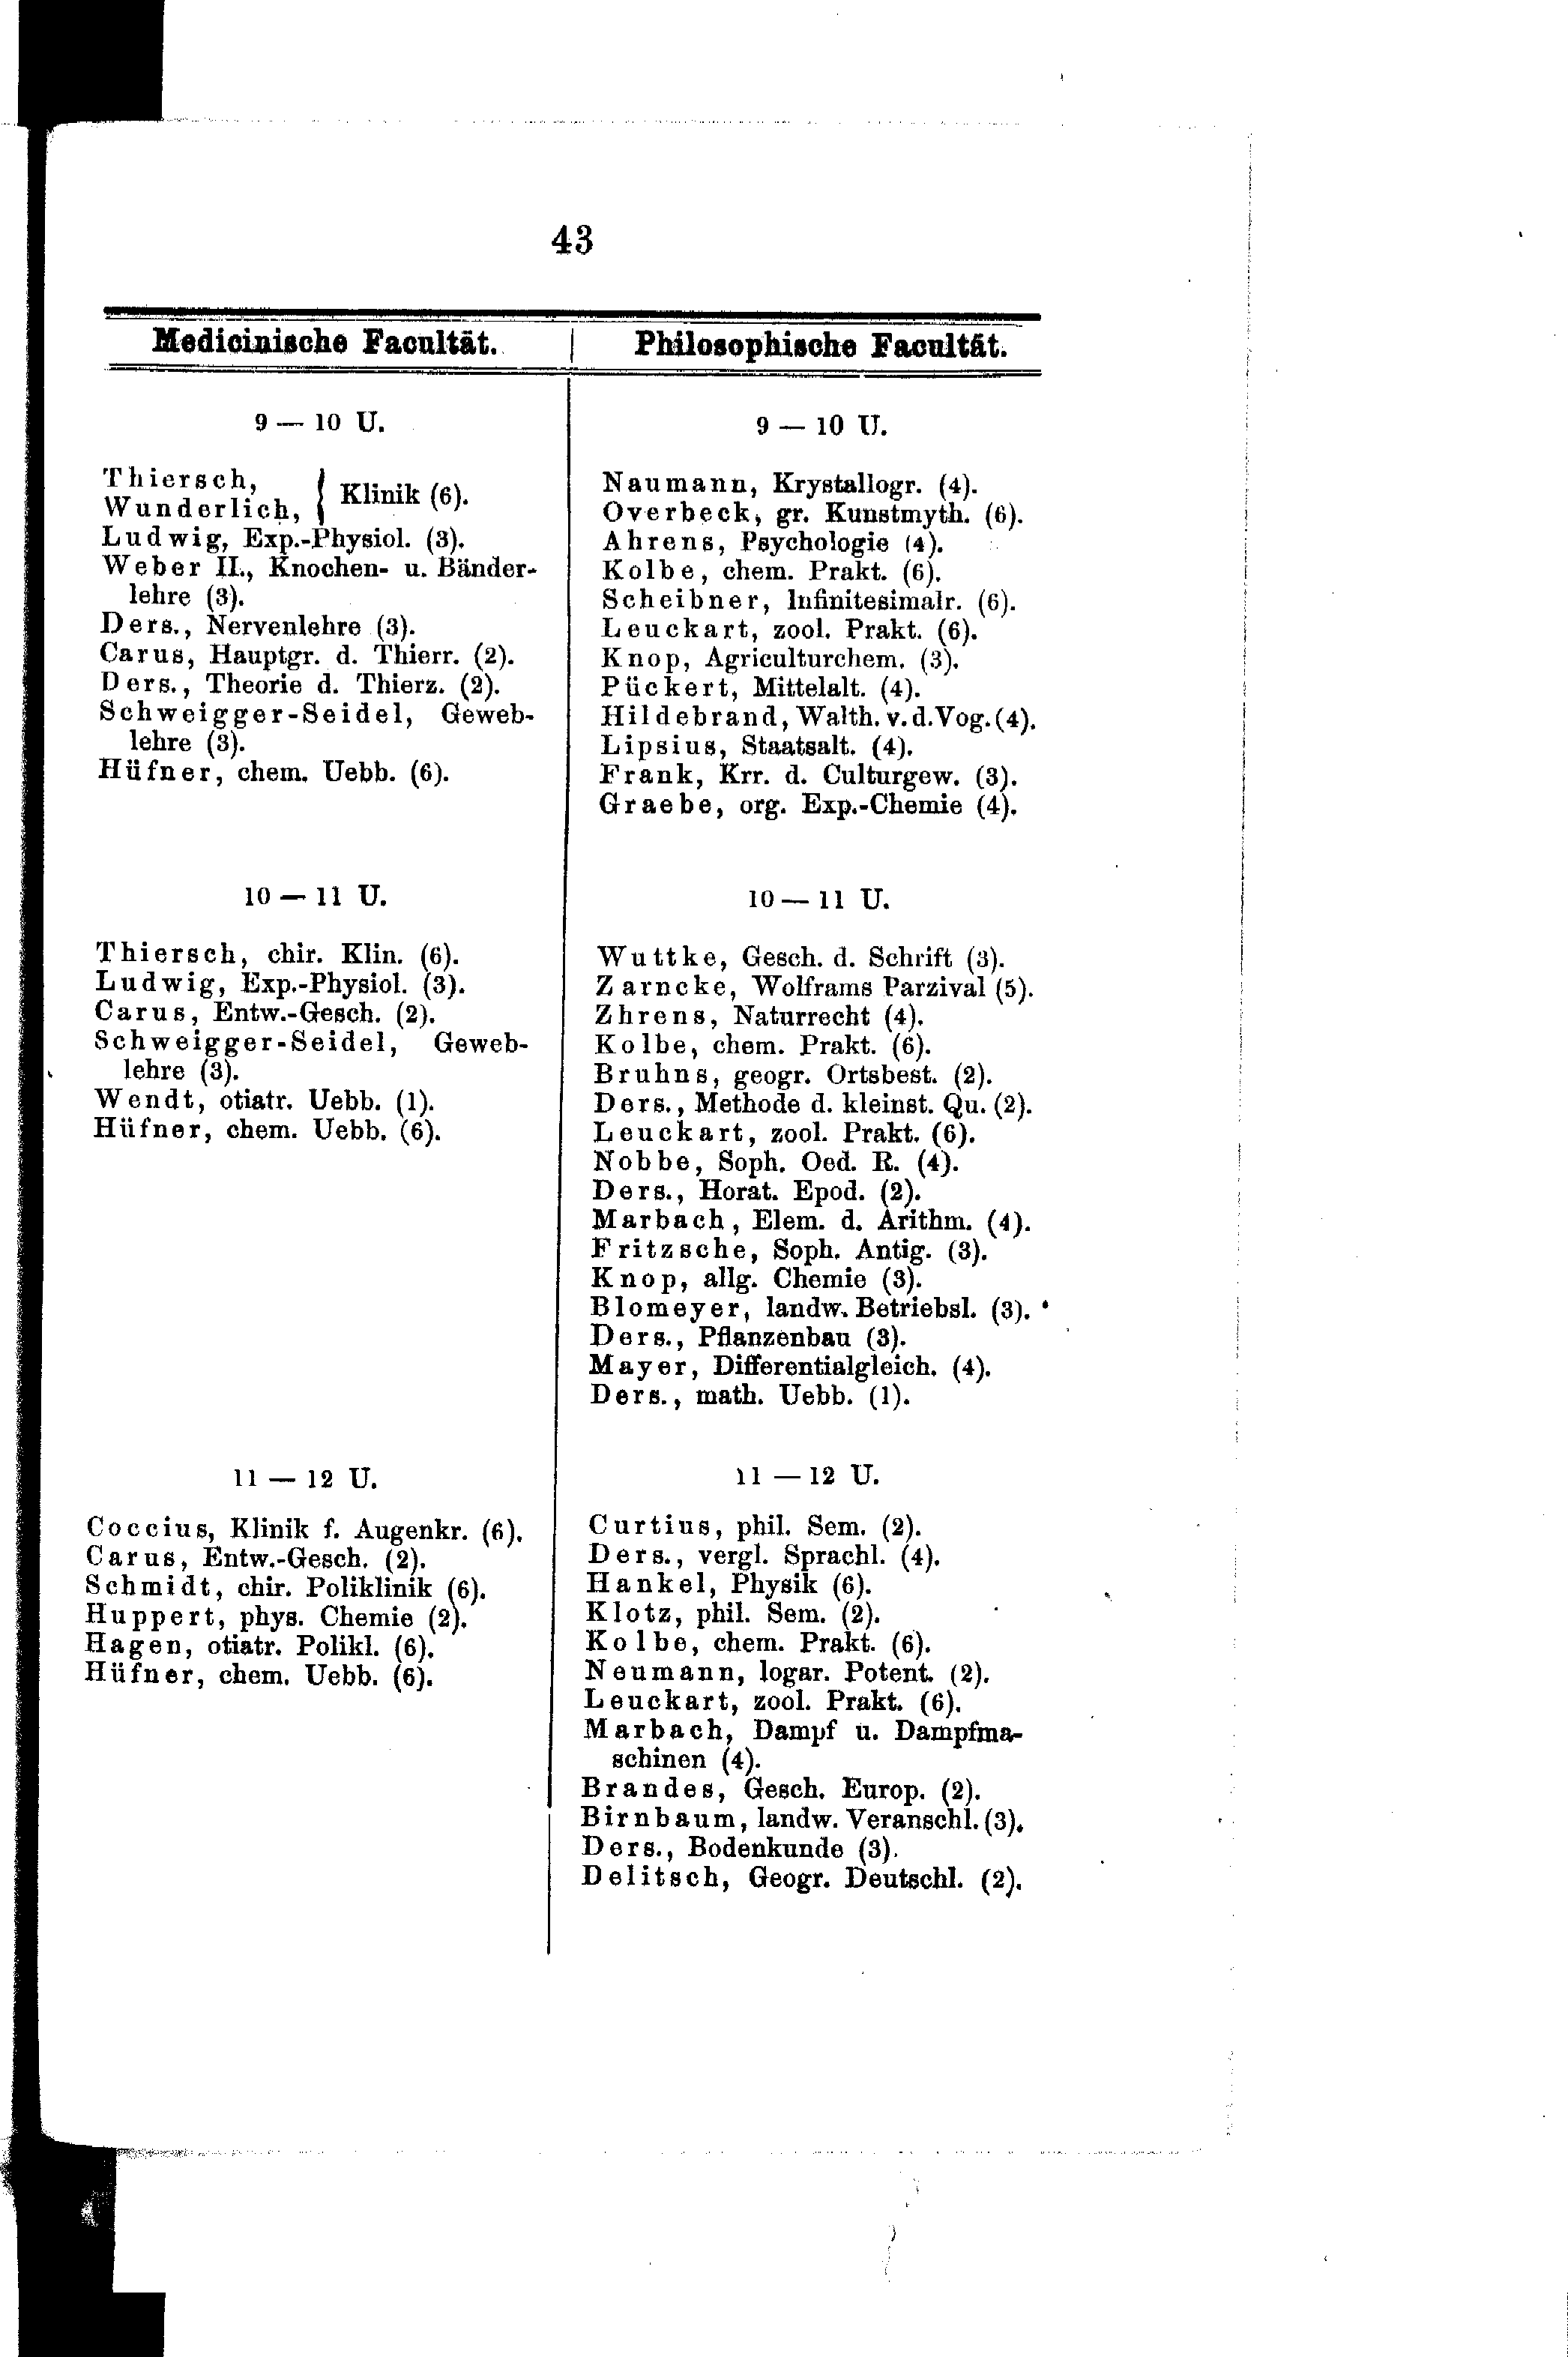 43
Medicinische Facultät.
9 — 10 U.
Thiersch,
Wunderlich, } Klinik (6).
Ludwig, Exp.-Physiol. (3).
Weber II., Knochen- u. Bänder-
lehre (3).
Ders., Nervenlehre (3).
Carus, Hauptgr. d. Thierr. (2).
Ders., Theorie d. Thierz. (2).
Schweigger-Seidel, Geweb-
lehre (3).
Hüfner, chem. Uebb. (6).
10 — 11 U.
Thiersch, chir. Klin. (6).
Ludwig, Exp.-Physiol. (3).
Carus, Entw.-Gesch. (2).
Schweigger-Seidel, Geweb-
lehre (3).
Wendt, otiatr. Uebb. (1).
Hüfner, chem. Uebb. (6).
11 — 12 U.
Coccius, Klinik f. Augenkr. (6).
Carus, Entw.-Gesch. (2).
Schmidt, chir. Poliklinik (6).
Huppert, phys. Chemie (2).
Hagen, otiatr. Polikl. (6).
Hüfner, chem. Uebb. (6).
Philosophische Facultät.
9 — 10 U.
Naumann, Krystallogr. (4).
Overbeck, gr. Kunstmyth. (6).
Ahrens, Psychologie (4).
Kolbe, chem. Prakt. (6).
Scheibner, Infinitesimalr. (6).
Leuckart, zool. Prakt. (6).
Knop, Agriculturchem. (3).
Pückert, Mittelalt. (4).
Hildebrand, Walth. v. d. Vog. (4).
Lipsius, Staatsalt. (4).
Frank, Krr. d. Culturgew. (3).
Graebe, org. Exp.-Chemie (4).
10 — 11 U.
Wuttke, Gesch. d. Schrift (3).
Zarncke, Wolframs Parzival (5).
Zhrens, Naturrecht (4).
Kolbe, chem. Prakt. (6).
Bruhns, geogr. Ortsbest. (2).
Ders., Methode d. kleinst. Qu. (2).
Leuckart, zool. Prakt. (6).
Nobbe, Soph. Oed. R. (4).
Ders., Horat. Epod. (2).
Marbach, Elem. d. Arithm. (4).
Fritzsche, Soph. Antig. (3).
Knop, allg. Chemie (3).
Blomeyer, landw. Betriebsl. (3).
Ders., Pflanzenbau (3).
Mayer, Differentialgleich. (4).
Ders., math. Uebb. (1).
11 — 12 U.
Curtius, phil. Sem. (2).
Ders., vergl. Sprachl. (4).
Hankel, Physik (6).
Klotz, phil. Sem. (2).
Kolbe, chem. Prakt. (6).
Neumann, logar. Potent. (2).
Leuckart, zool. Prakt. (6).
Marbach, Dampf u. Dampfma-
schinen (4).
Brandes, Gesch. Europ. (2).
Birnbaum, landw. Veranschl. (3).
Ders., Bodenkunde (3).
Delitsch, Geogr. Deutschl. (2).